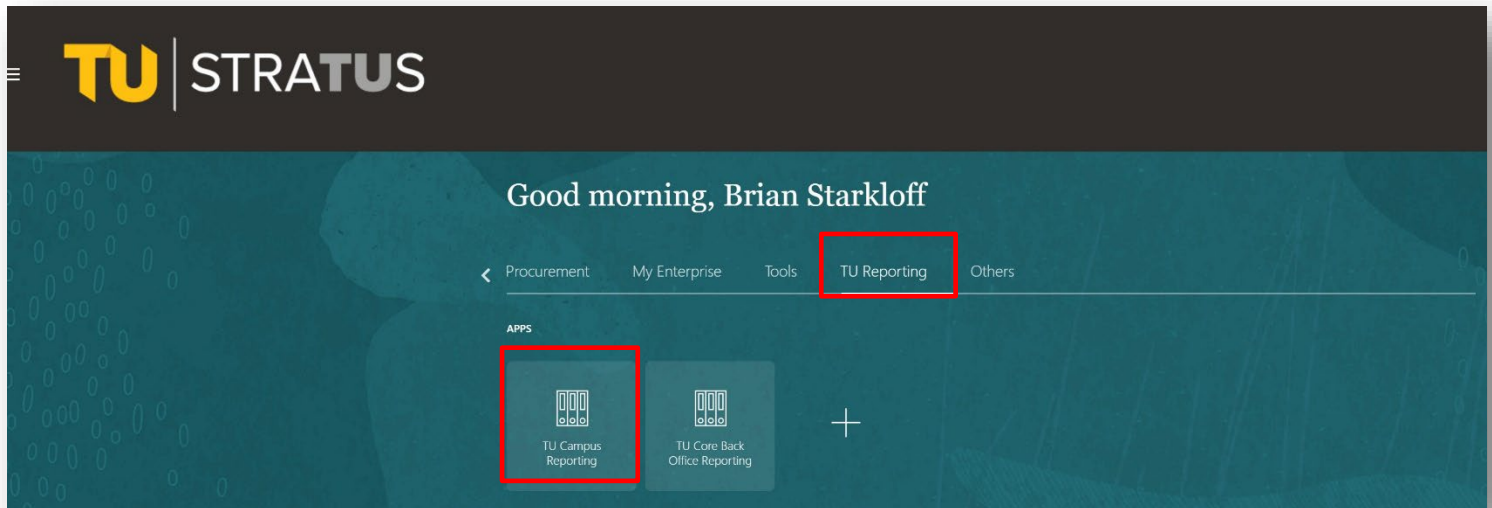 TU STRATUS
Good morning, Brian Starkloff
Procurement My Enterprise Tools TU Reporting Others
APPS
TU Campus
Reporting
TU Core Back
Office Reporting